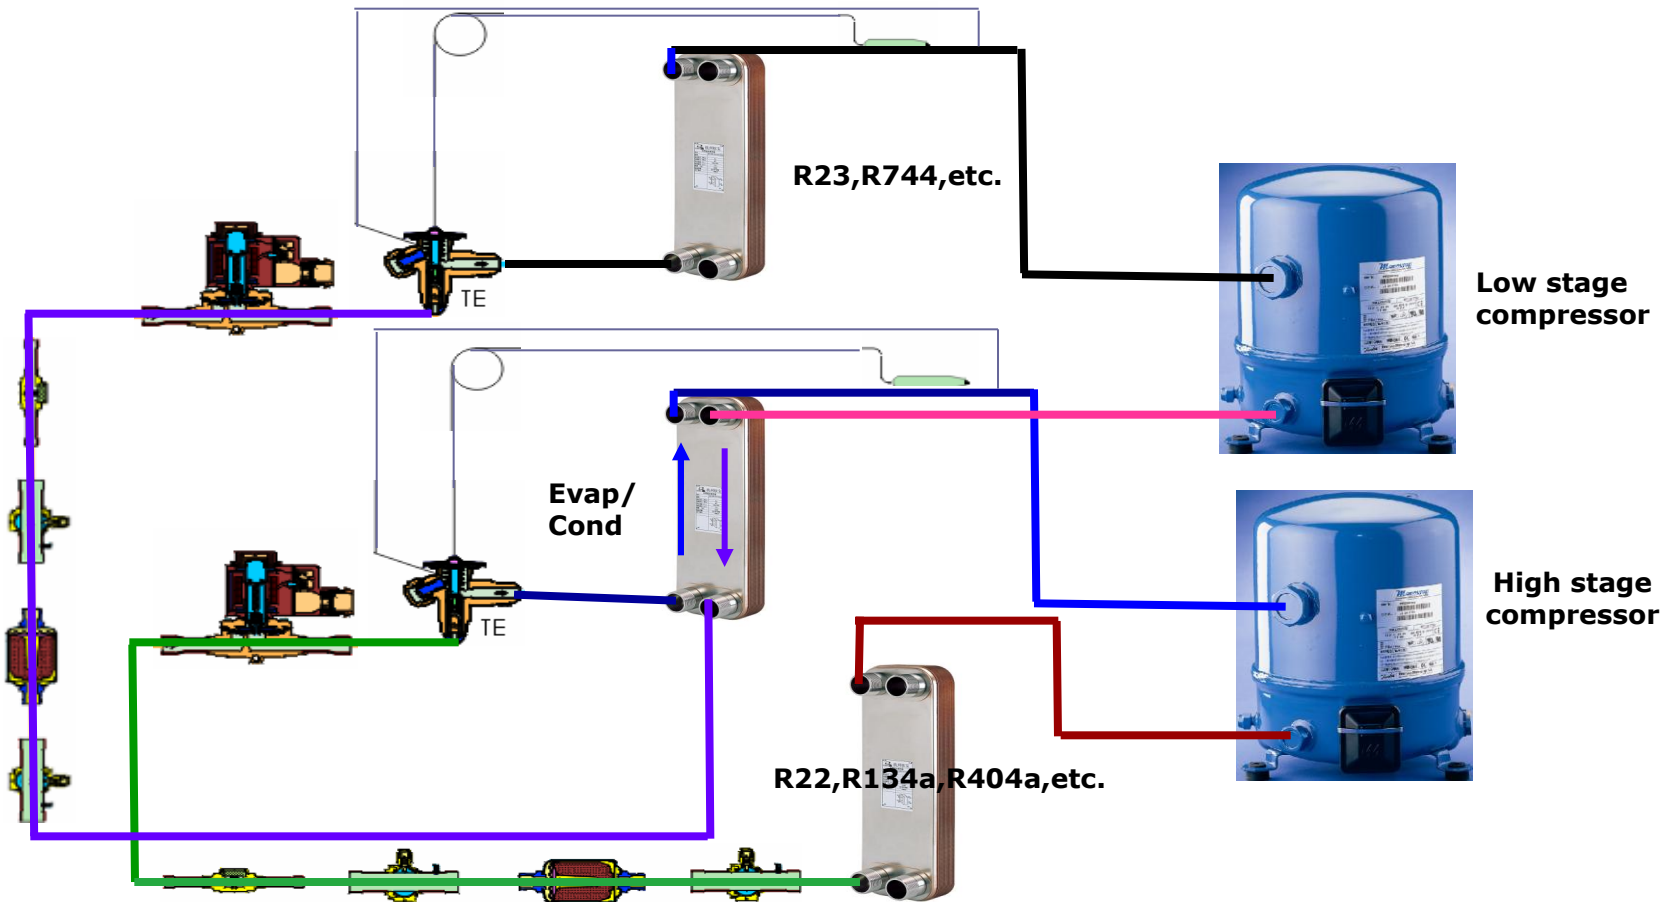 R23,R744,etc.
TE
Low stage
compressor
Evap/
Cond
TE
High stage
compressor
R22,R134a,R404a,etc.